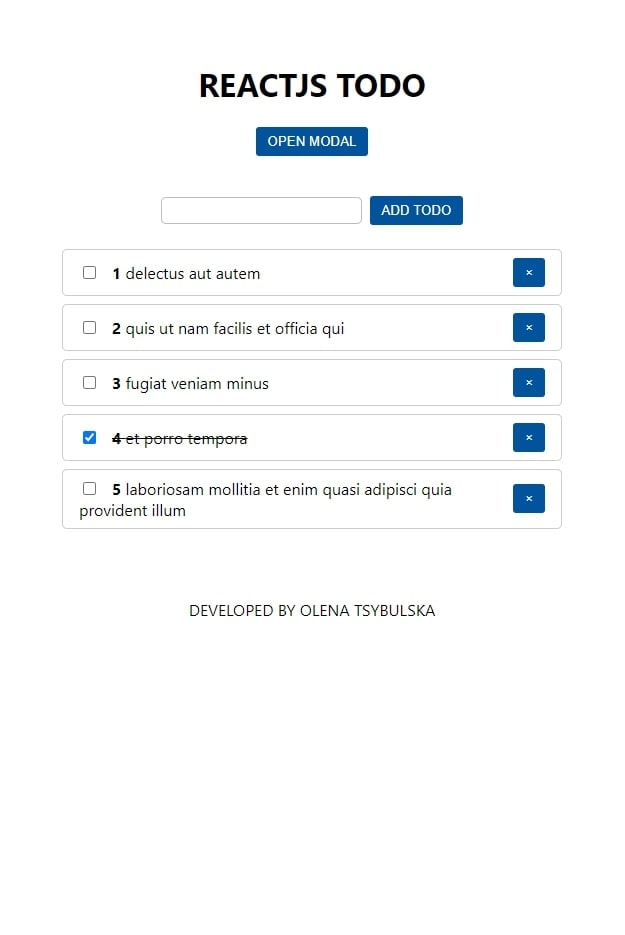 REACTJS TODO
OPEN MODAL
ADD TODO
1 delectus aut autem
×
2 quis ut nam facilis et officia qui
×
3 fugiat veniam minus
×
4 et porro tempora
×
5 laboriosam mollitia et enim quasi adipisci quia
provident illum
×
DEVELOPED BY OLENA TSYBULSKA